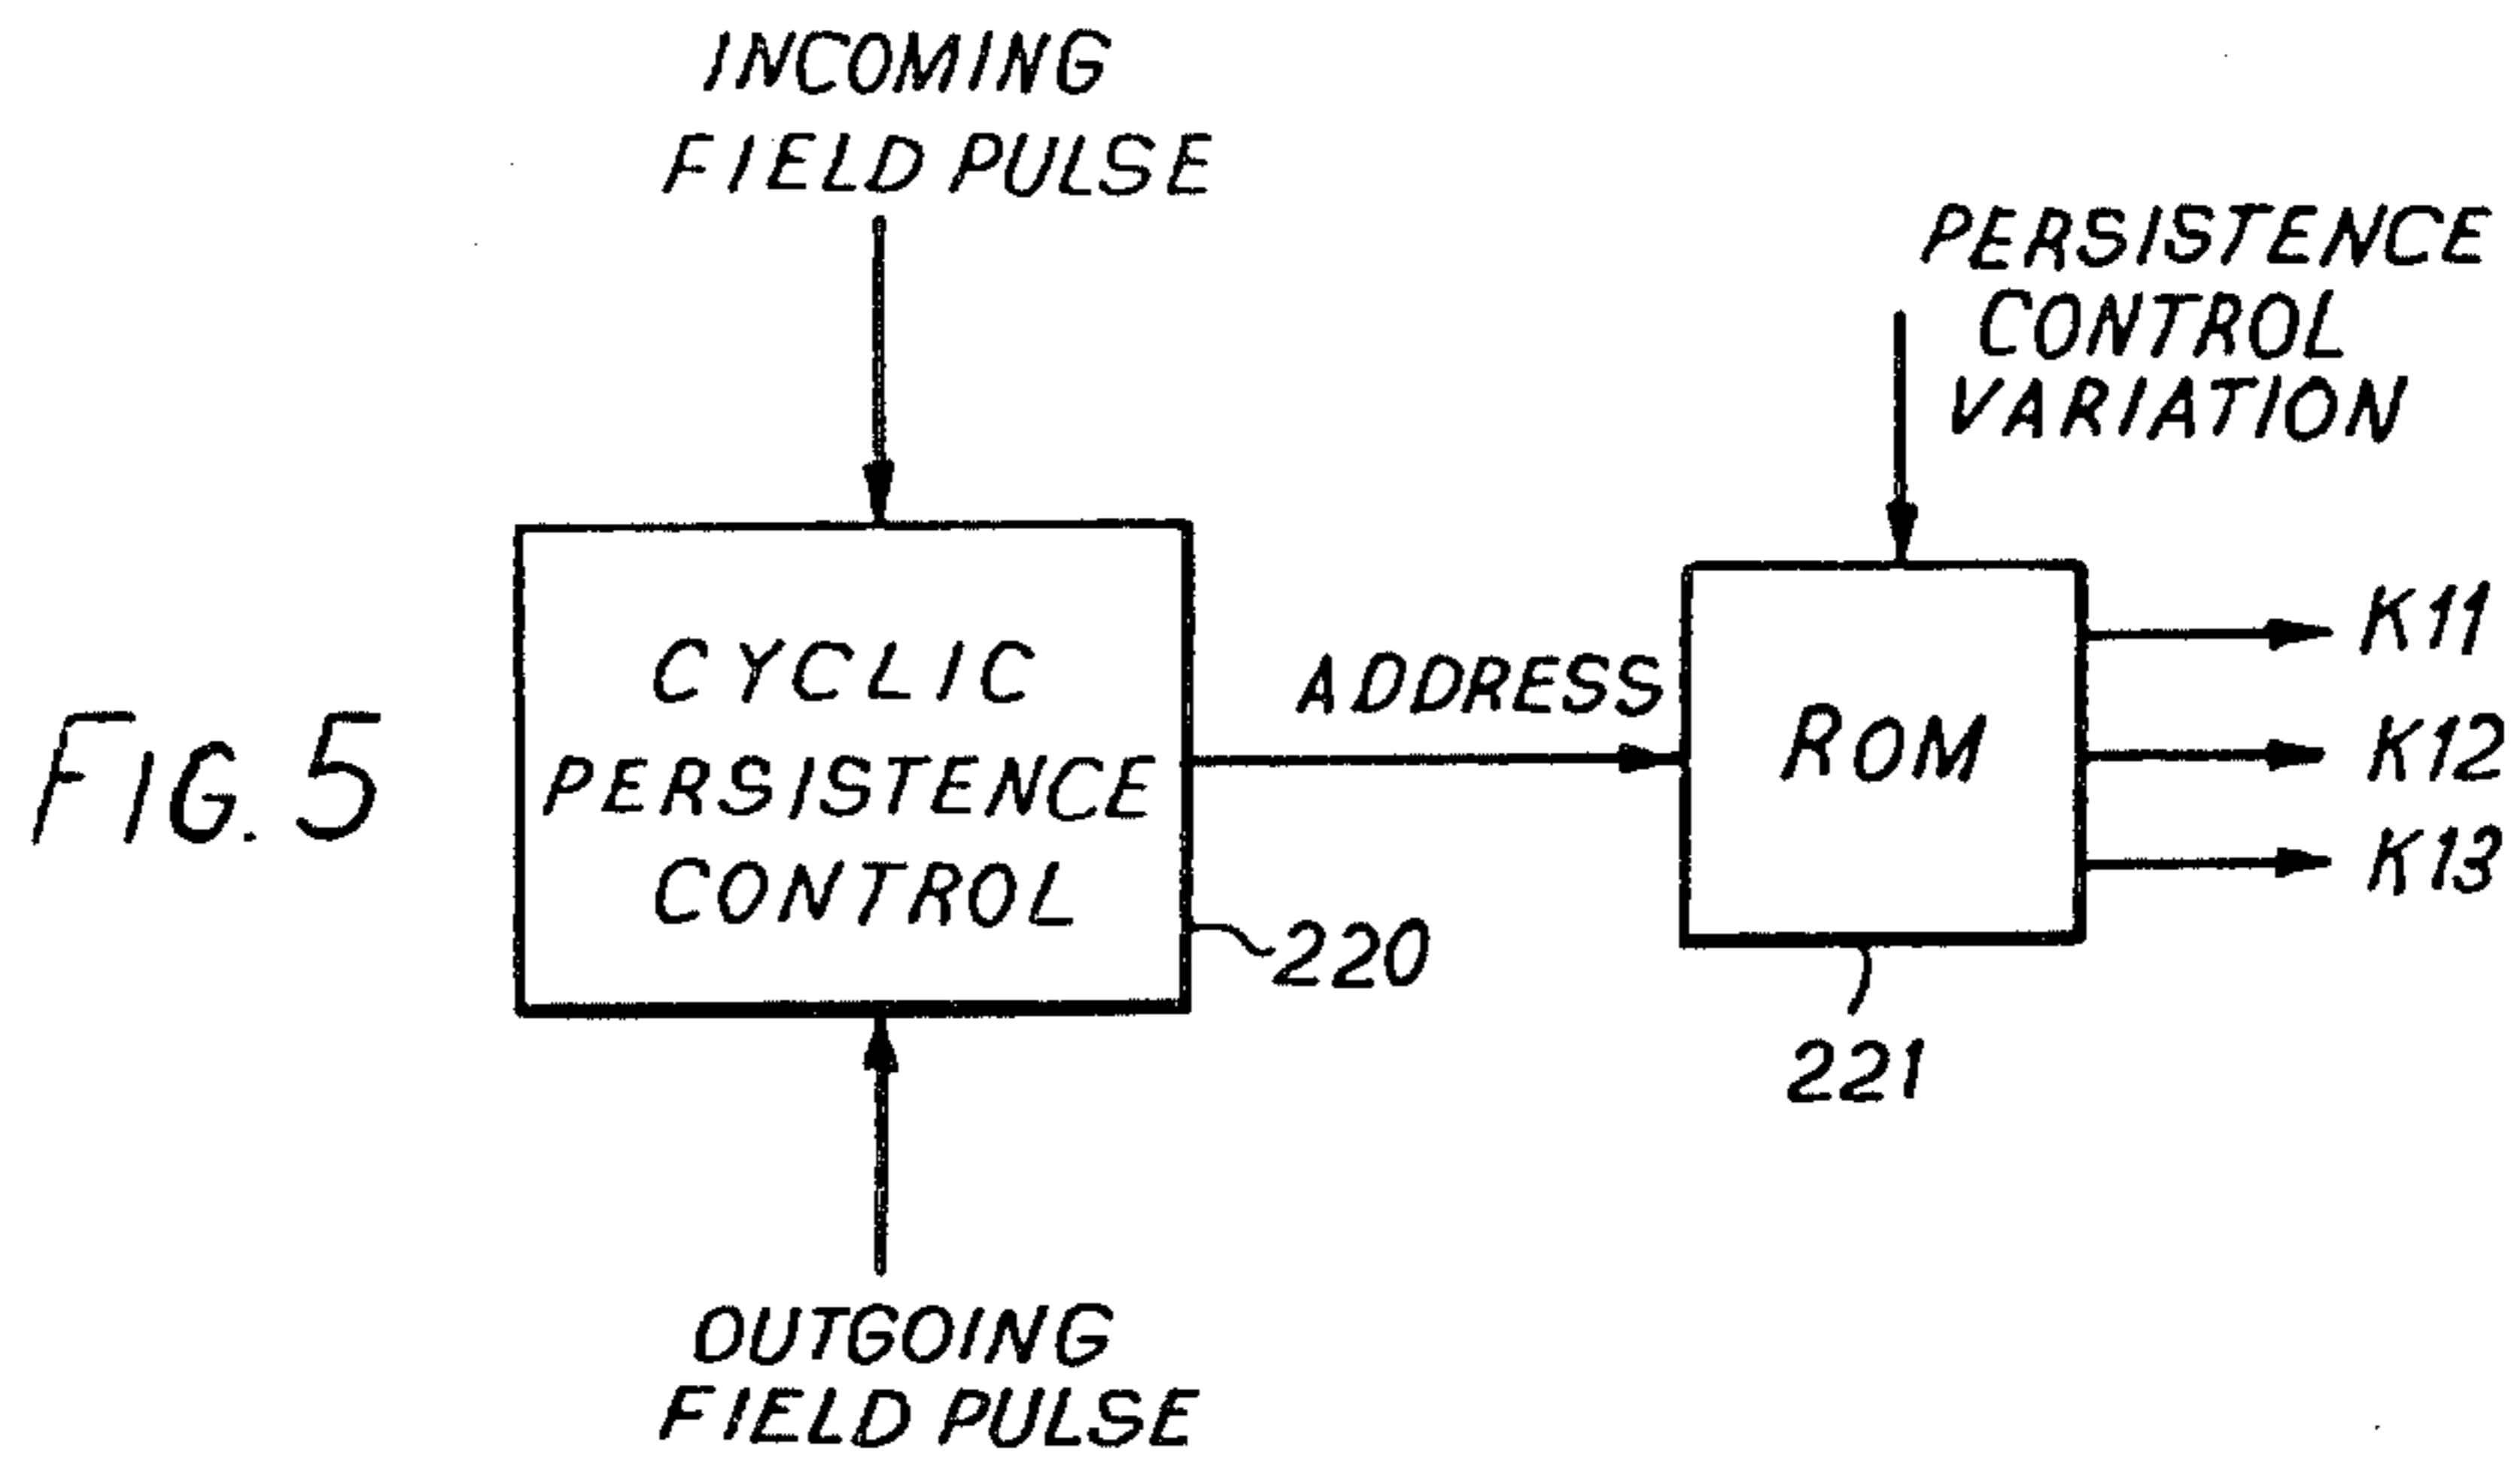 INCOMING
FIELD PULSE
PERSISTENCE
CONTROL
VARIATION
CYCLIC
PERSISTENCE
CONTROL
220
ADDRESS
ROM
221
K11
K12
K13
FIG. 5
OUTGOING
FIELD PULSE